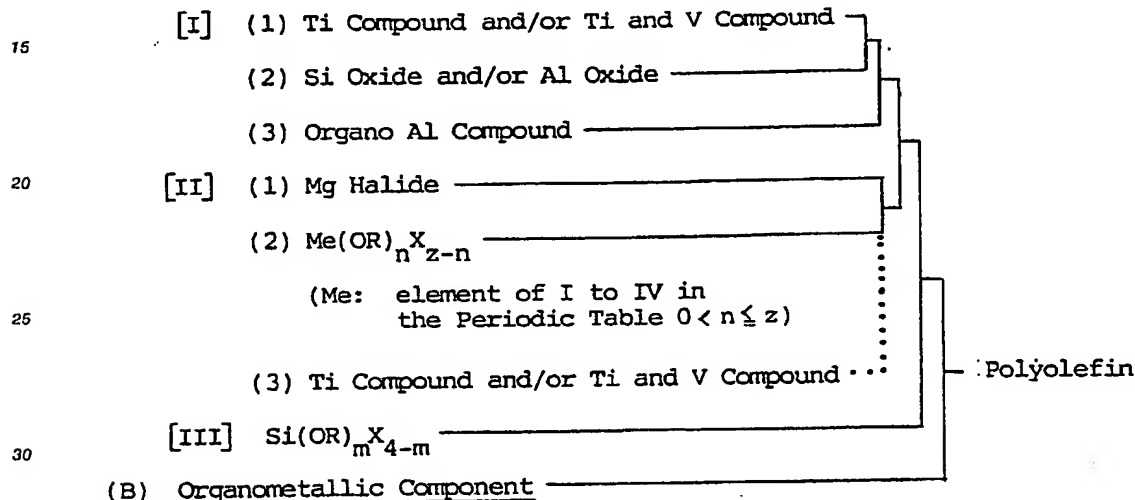 15 [I] (1) Ti Compound and/or Ti and V Compound
(2) Si Oxide and/or Al Oxide
(3) Organo Al Compound
20 [II] (1) Mg Halide
(2) Me(OR)nXz-n
(Me: element of I to IV in
25 the Periodic Table 0 < n ≦ z)
(3) Ti Compound and/or Ti and V Compound
Polyolefin
[III] Si(OR)mX4-m
30
(B) Organometallic Component